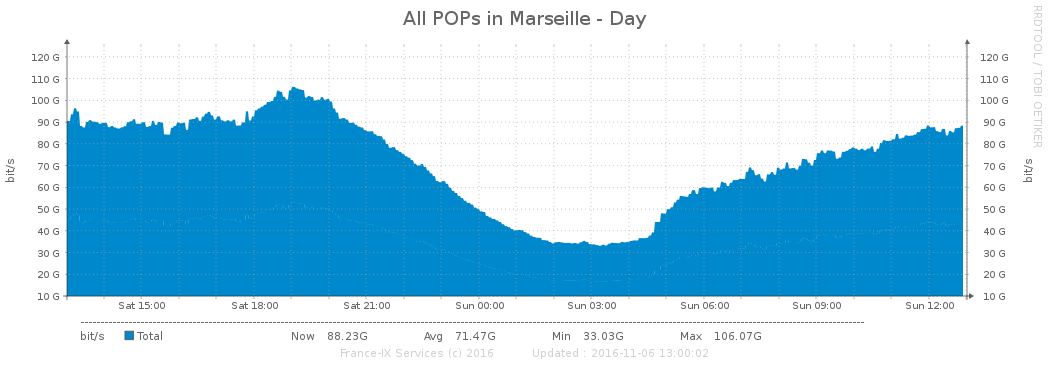 All POPs in Marseille - Day
RRDTOOL / TOBI OETIKER
bit/s
120 G
110 G
100 G
90 G
80 G
70 G
60 G
50 G
40 G
30 G
20 G
10 G
120 G
110 G
100 G
90 G
80 G
70 G
60 G
50 G
40 G
30 G
20 G
10 G
bit/s
Sat 15:00 Sat 18:00 Sat 21:00 Sun 00:00 Sun 03:00 Sun 06:00 Sun 09:00 Sun 12:00
bit/s Total Now 88.23G Avg 71.47G Min 33.03G Max 106.07G
France-IX Services (c) 2016 Updated : 2016-11-06 13:00:02